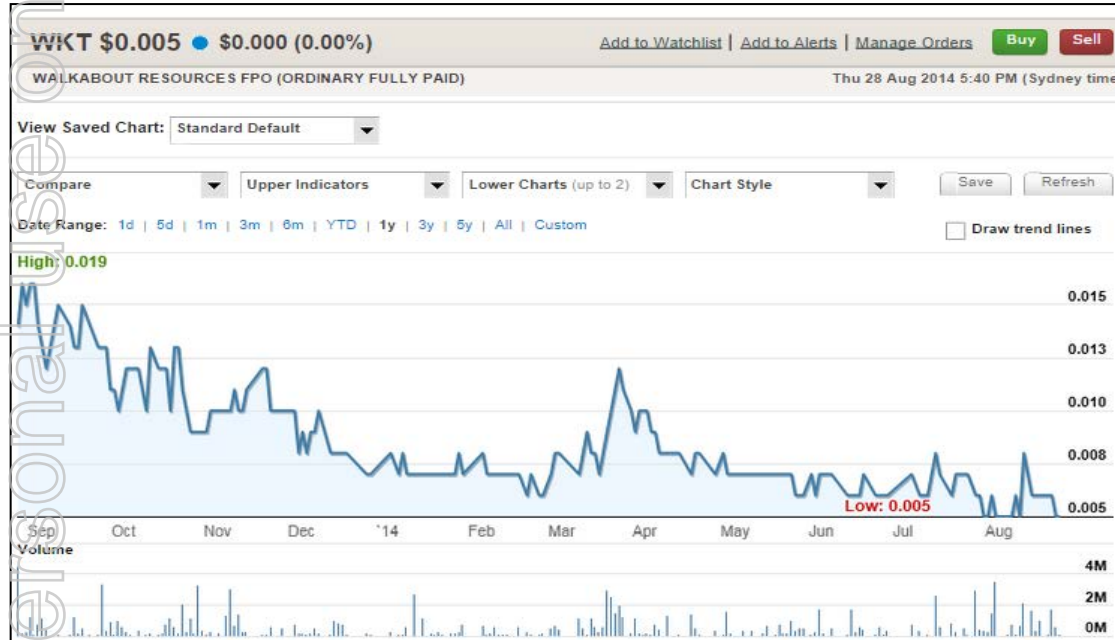 WKT $0.005 $0.000 (0.00%) Add to Watchlist | Add to Alerts | Manage Orders Buy Sell
WALKABOUT RESOURCES FPO (ORDINARY FULLY PAID) Thu 28 Aug 2014 5:40 PM (Sydney time
View Saved Chart: Standard Default
Compare Upper Indicators Lower Charts (up to 2) Chart Style Save Refresh
Date Range: 1d | 5d | 1m | 3m | 6m | YTD | 1y | 3y | 5y | All | Custom Draw trend lines
High: 0.019
0.015
0.013
0.010
0.008
Low: 0.005
0.005
Sep Oct Nov Dec '14 Feb Mar Apr May Jun Jul Aug
Volume
4M
2M
0M
ersonal use on